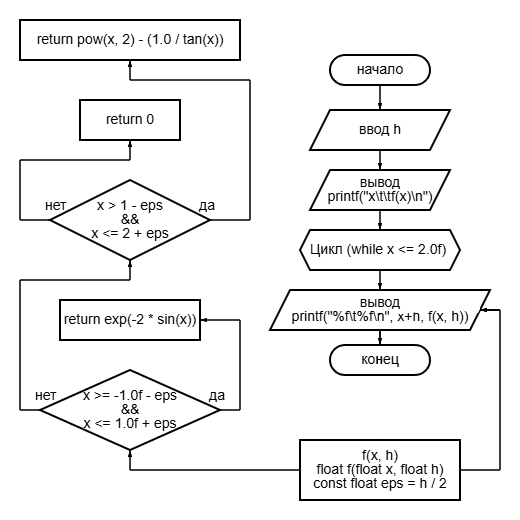 return pow(x, 2) - (1.0 / tan(x))
return 0
нет
да
x > 1 - eps
&&
x <= 2 + eps
return exp(-2 * sin(x))
нет
да
x >= -1.0f - eps
&&
x <= 1.0f + eps
начало
ввод h
вывод
printf("x\t\tf(x)\n")
Цикл (while x <= 2.0f)
вывод
printf("%f\t%f\n", x+h, f(x, h))
конец
f(x, h)
float f(float x, float h)
const float eps = h / 2